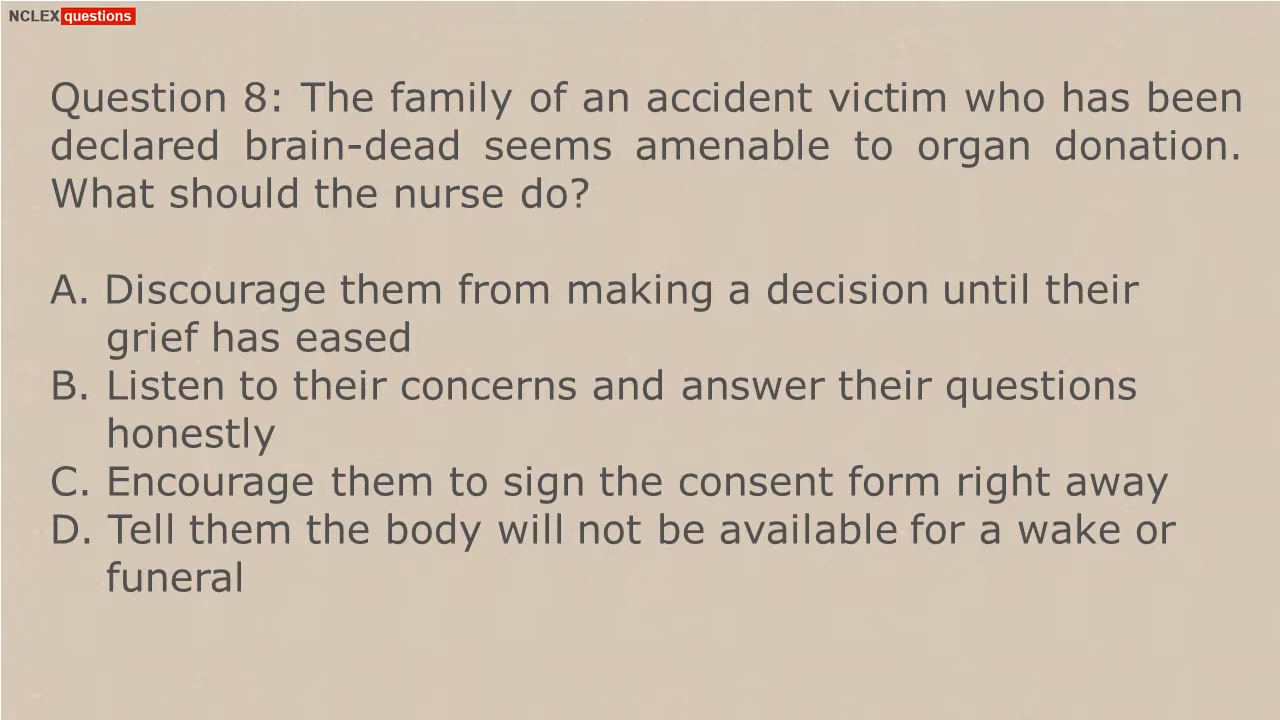 NCLEX questions
Question 8: The family of an accident victim who has been
declared brain-dead seems amenable to organ donation.
What should the nurse do?
A. Discourage them from making a decision until their
grief has eased
B. Listen to their concerns and answer their questions
honestly
C. Encourage them to sign the consent form right away
D. Tell them the body will not be available for a wake or
funeral